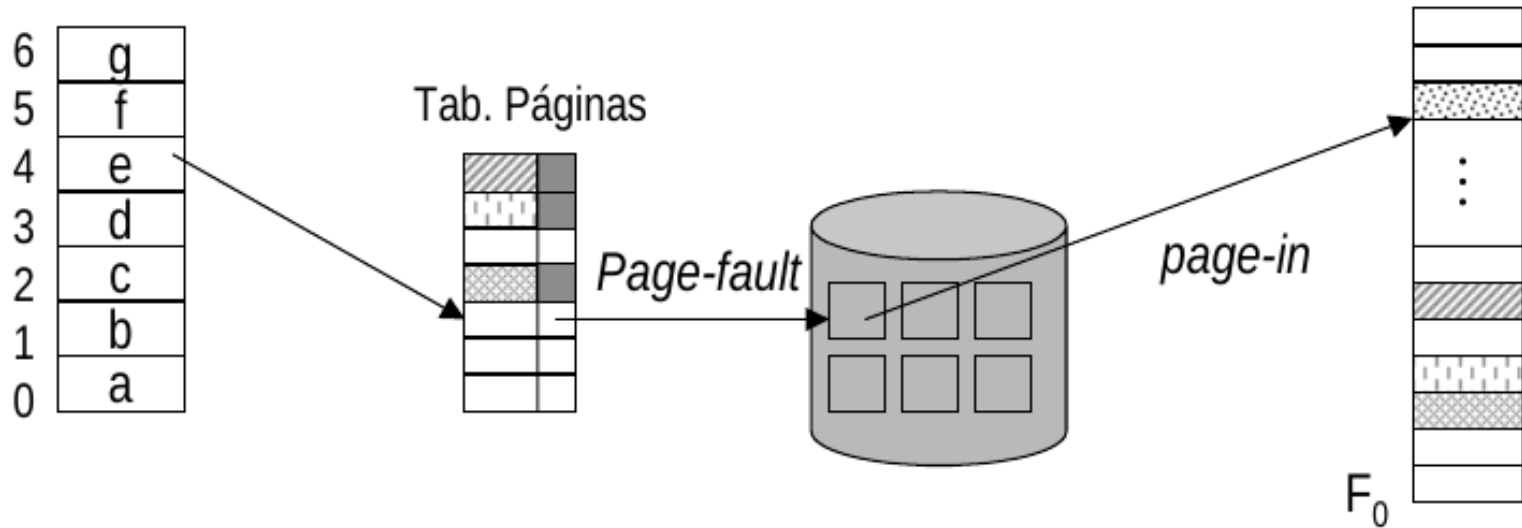 6 g
5 f
4 e
3 d
2 c
1 b
0 a
Tab. Páginas
Page-fault
page-in
F0